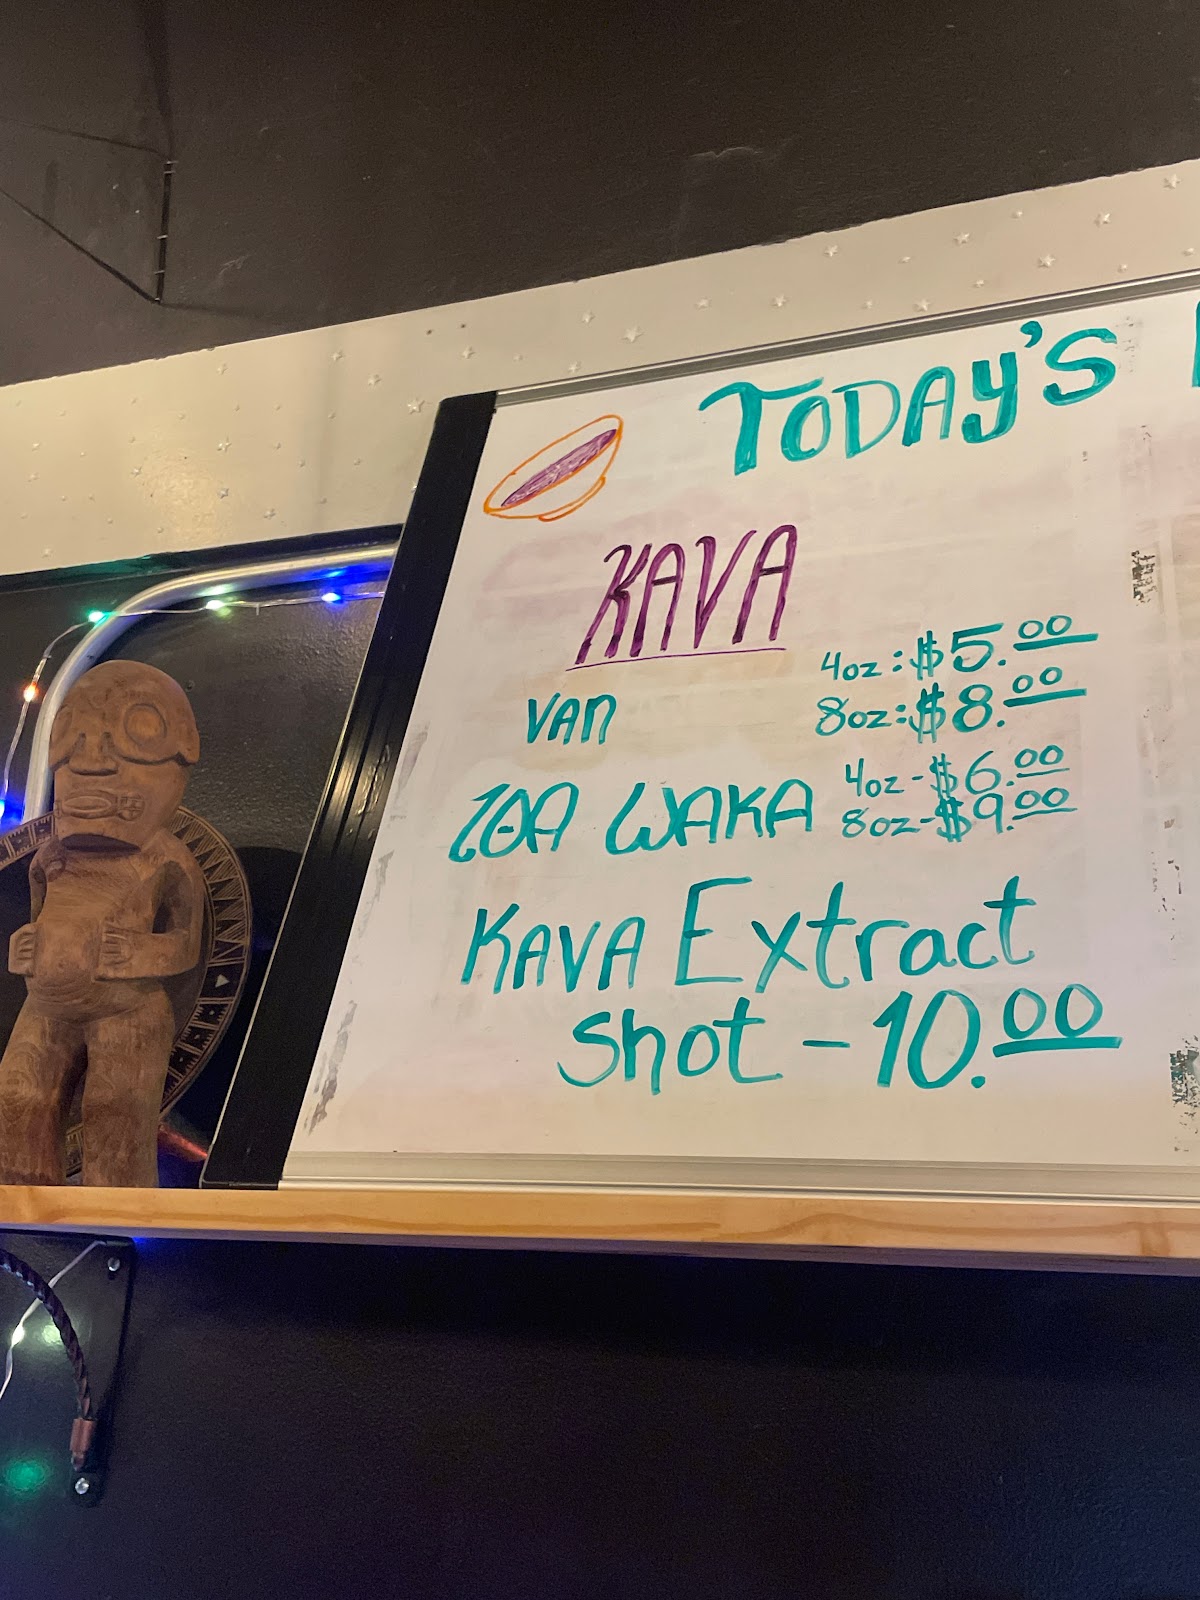 TODAY'S
KAVA
VAN 4oz:$5.00
8oz:$8.00
WAKA 4oz-$6.00
8oz-$9.00
KAVA Extract
Shot - 10.00